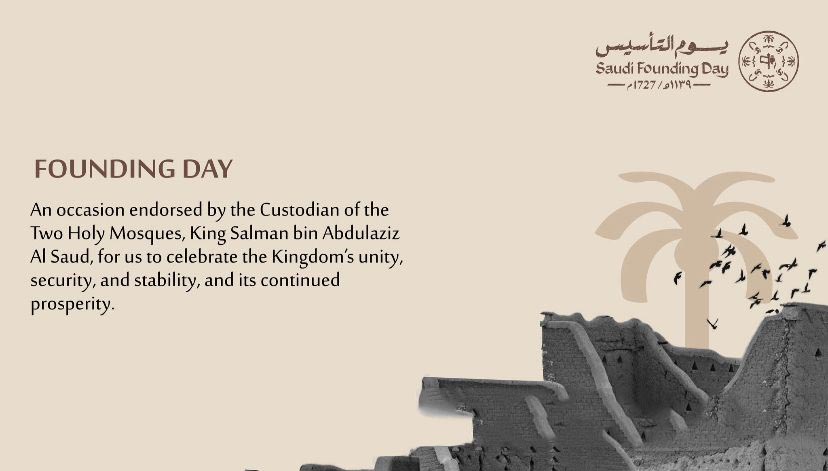 يوم التأسيس
Saudi Founding Day
١١٣٩هـ/1727م
FOUNDING DAY
An occasion endorsed by the Custodian of the
Two Holy Mosques, King Salman bin Abdulaziz
Al Saud, for us to celebrate the Kingdom’s unity,
security, and stability, and its continued
prosperity.